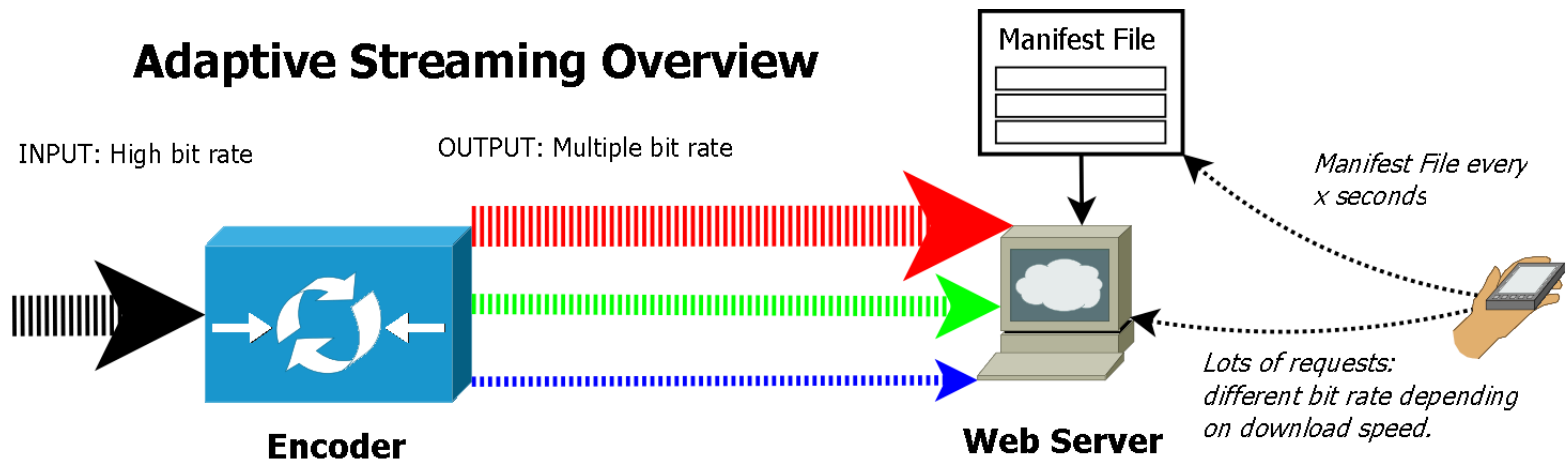 Adaptive Streaming Overview
Manifest File
INPUT: High bit rate
OUTPUT: Multiple bit rate
Manifest File every
x seconds
Lots of requests:
different bit rate depending
on download speed.
Encoder
Web Server